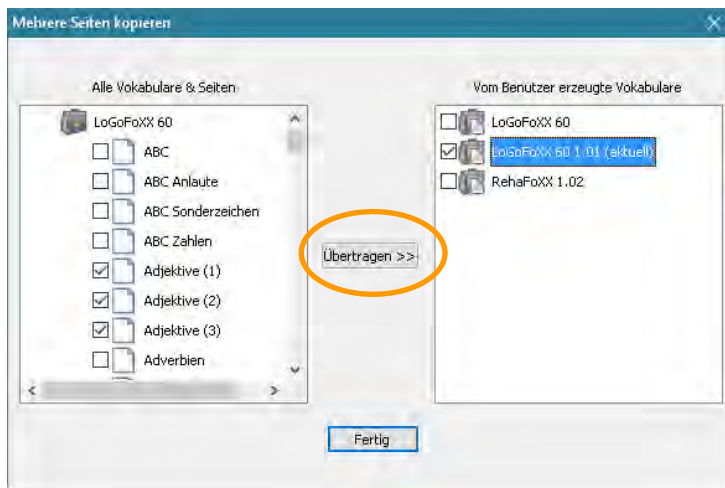 Mehrere Seiten kopieren
Alle Vokabulare & Seiten
LoGoFoXX 60
ABC
ABC Anlaute
ABC Sonderzeichen
ABC Zahlen
Adjektive (1)
Adjektive (2)
Adjektive (3)
Adverbien
Übertragen >>
Vom Benutzer erzeugte Vokabulare
LoGoFoXX 60
LoGoFoXX 60 1.01 (aktuell)
RehaFoXX 1.02
Fertig